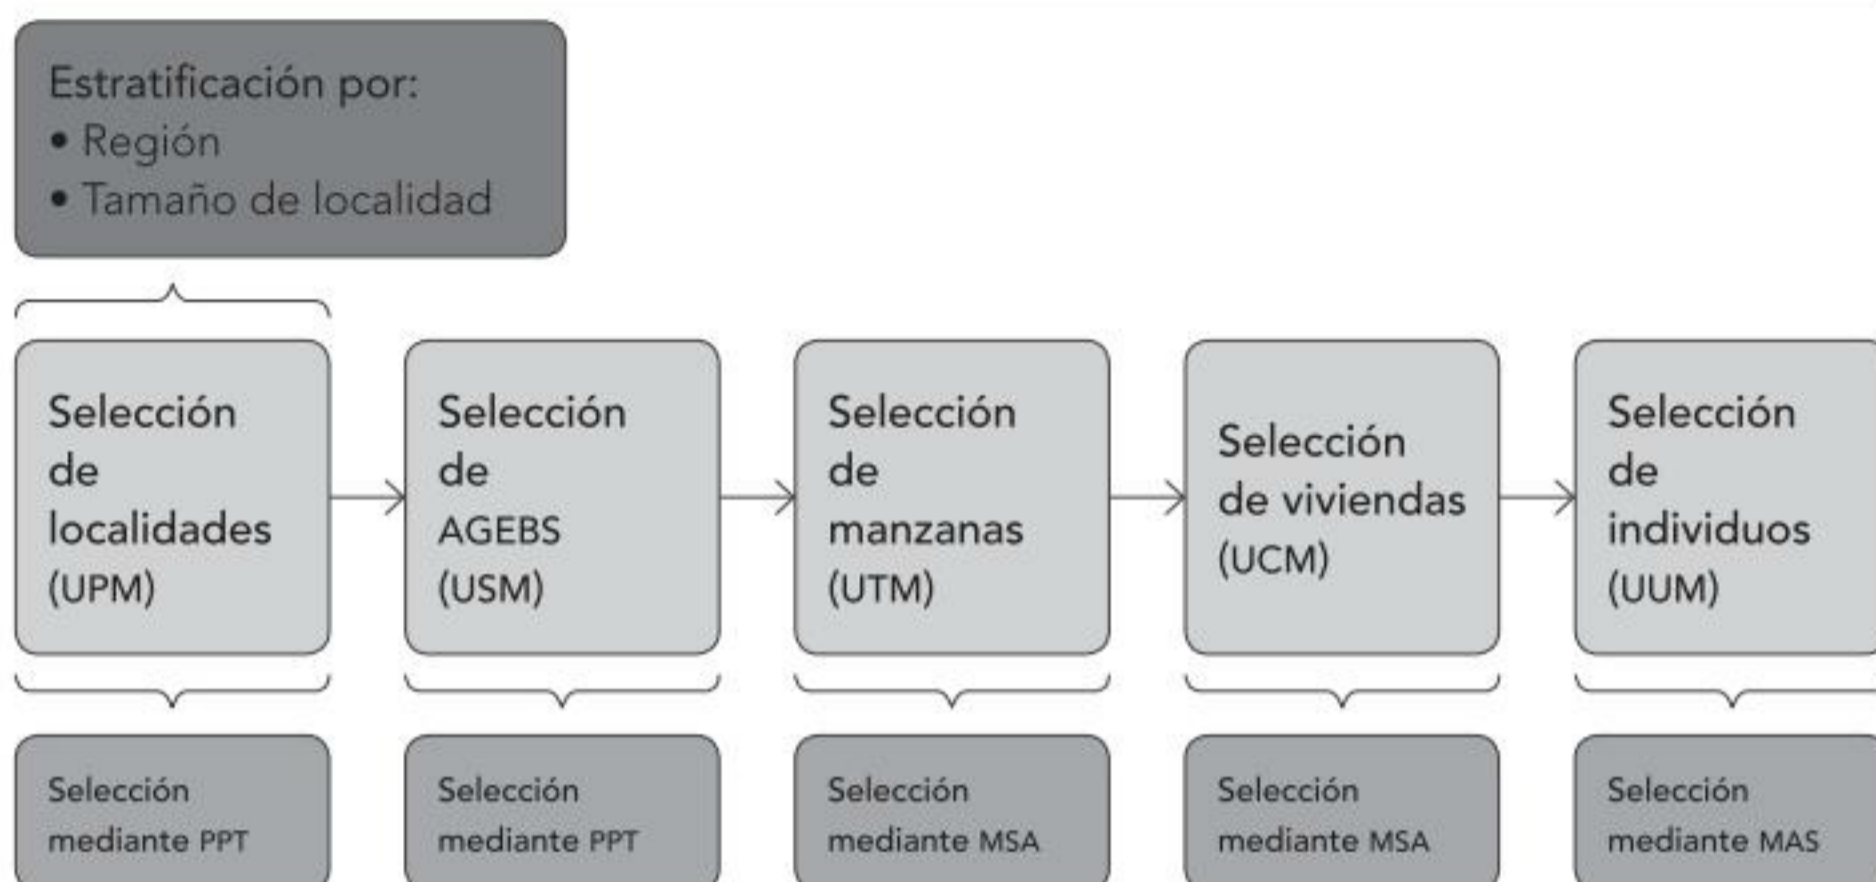 Estratificación por:
• Región
• Tamaño de localidad
Selección
de
localidades
(UPM)
Selección
de
AGEBS
(USM)
Selección
de
manzanas
(UTM)
Selección
de viviendas
(UCM)
Selección
de
individuos
(UUM)
Selección
mediante PPT
Selección
mediante PPT
Selección
mediante MSA
Selección
mediante MSA
Selección
mediante MAS